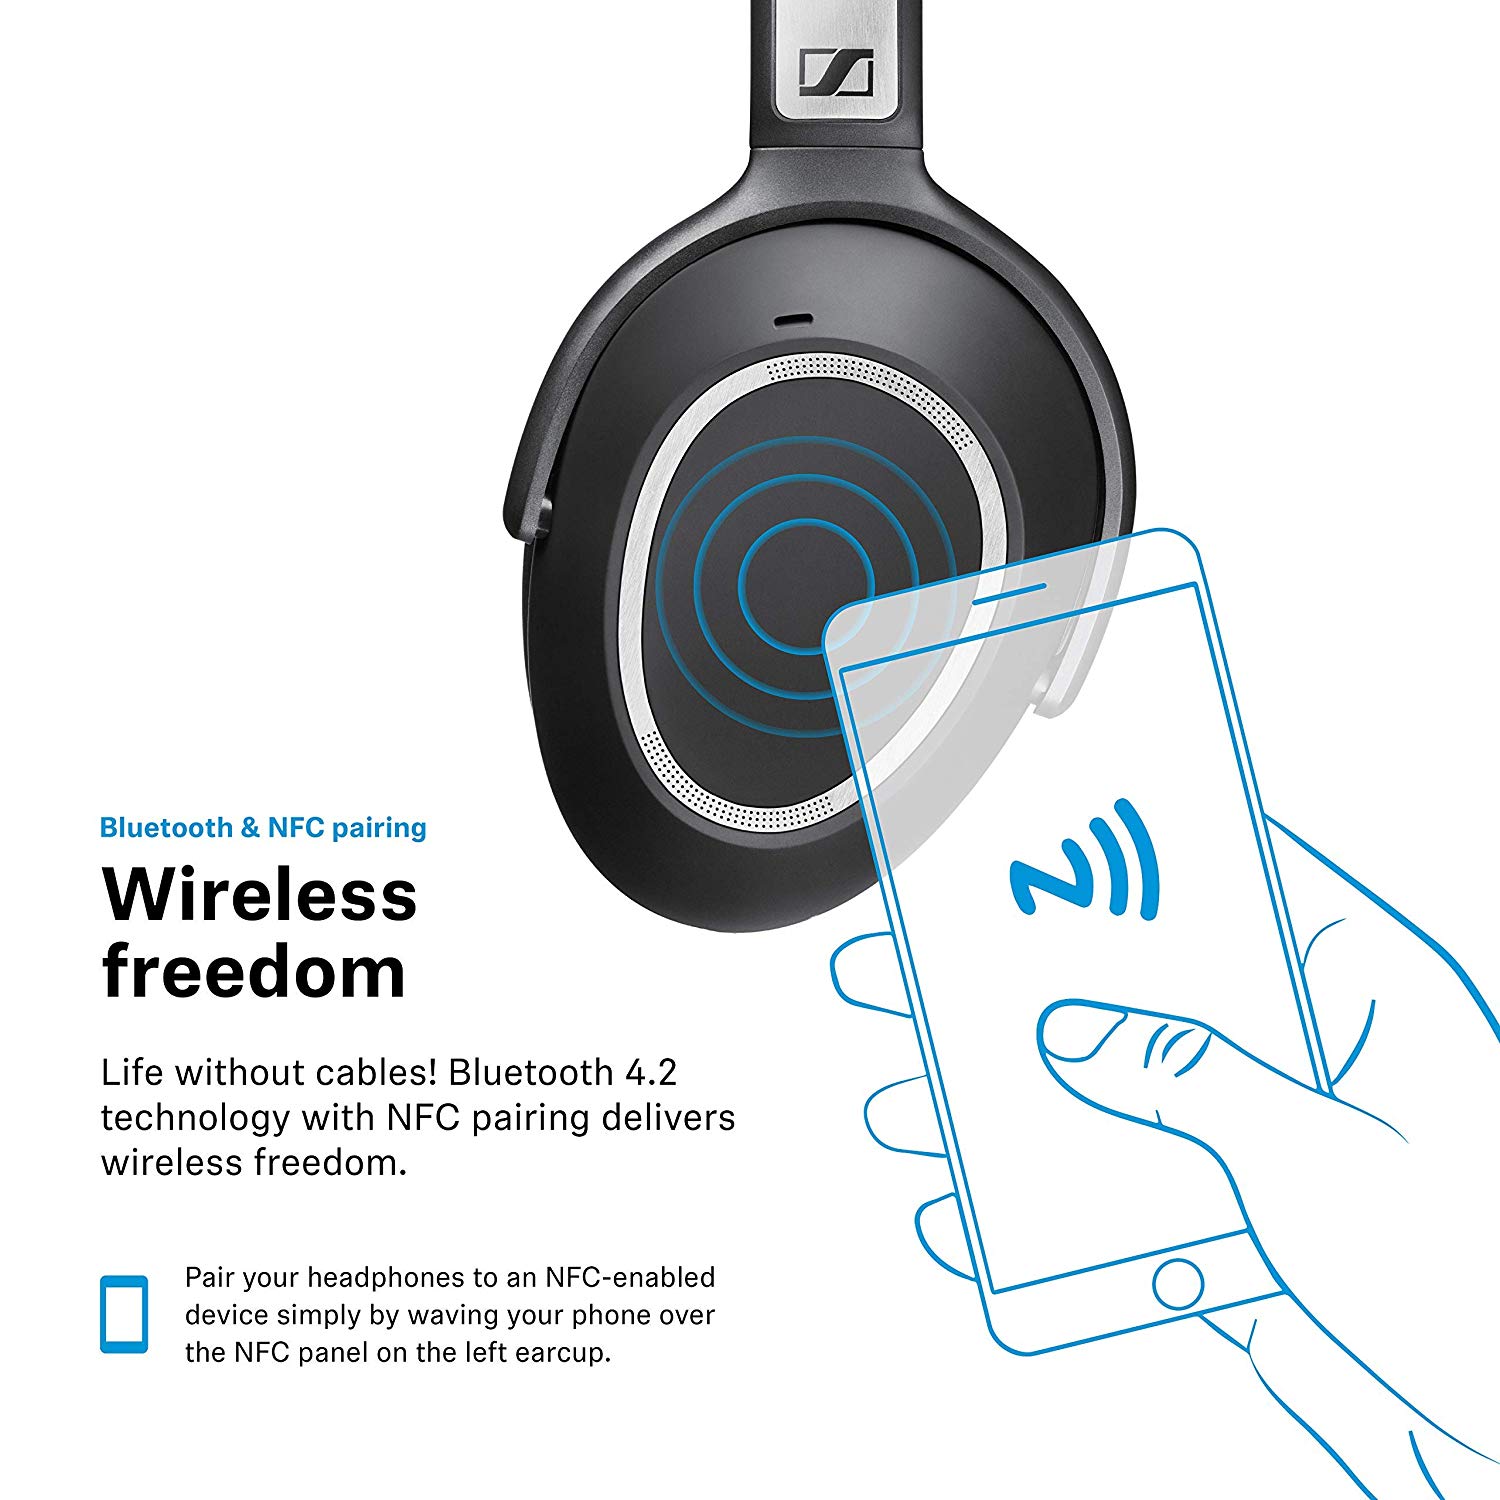 Bluetooth & NFC pairing
Wireless
freedom
Life without cables! Bluetooth 4.2
technology with NFC pairing delivers
wireless freedom.
Pair your headphones to an NFC-enabled
device simply by waving your phone over
the NFC panel on the left earcup.